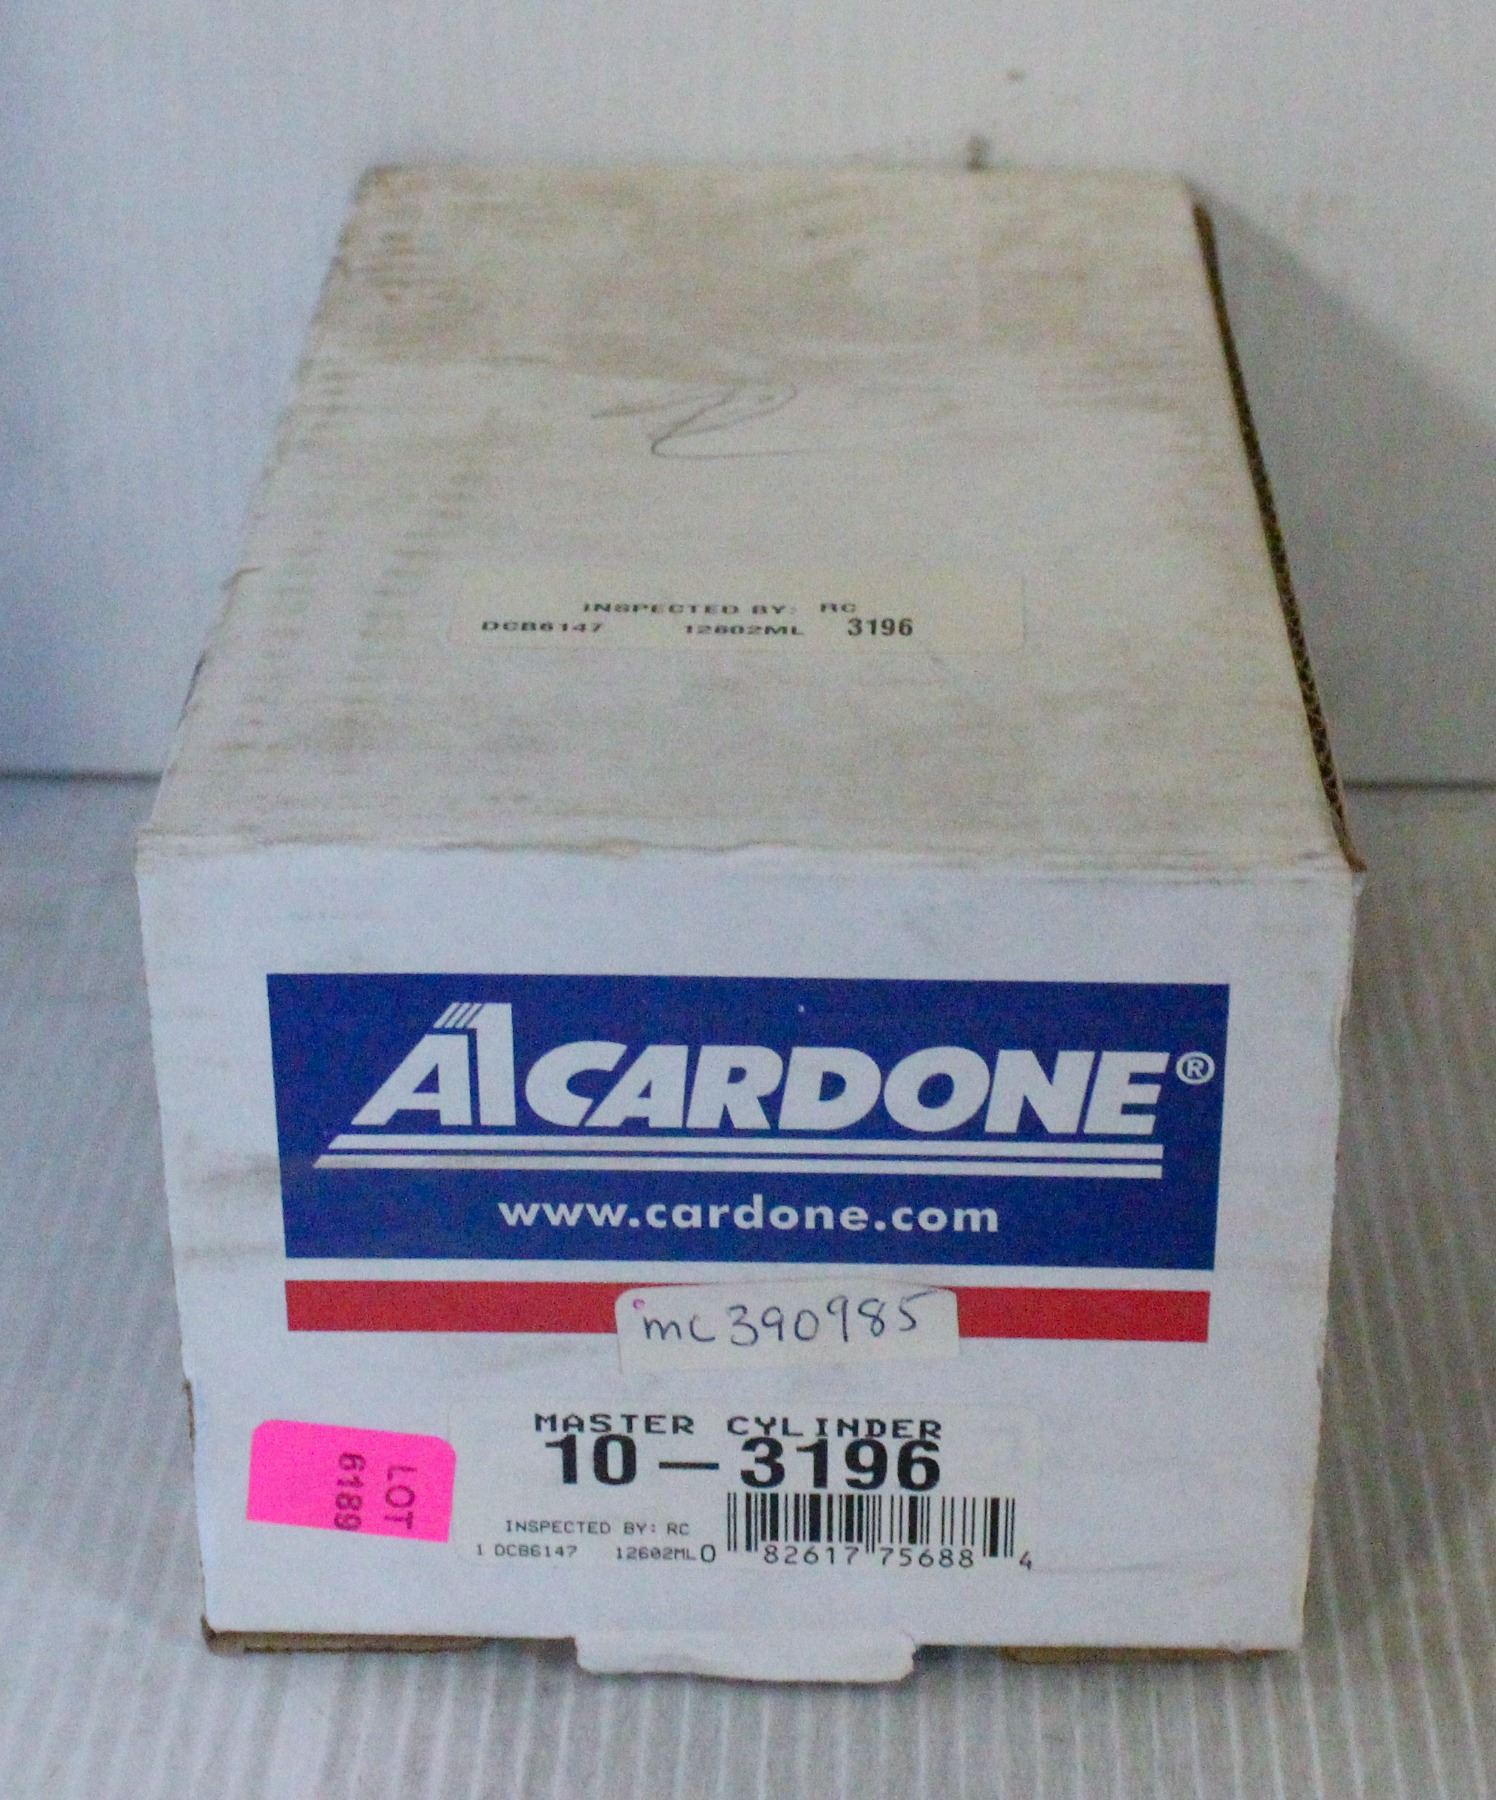 INSPECTED BY: RC
DCB6147 12602ML 3196
A1CARDONE®
www.cardone.com
mc390985
MASTER CYLINDER
10-3196
INSPECTED BY: RC
1 DCB6147 12602ML
0 82617 75688 4
LOT
6189